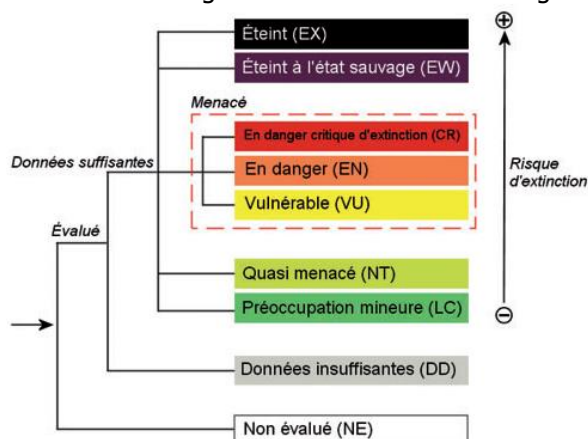 Éteint (EX)
Éteint à l'état sauvage (EW)
Menacé
En danger critique d'extinction (CR)
Données suffisantes
En danger (EN)
Risque
d'extinction
Vulnérable (VU)
Évalué
Quasi menacé (NT)
Préoccupation mineure (LC)
Données insuffisantes (DD)
Non évalué (NE)